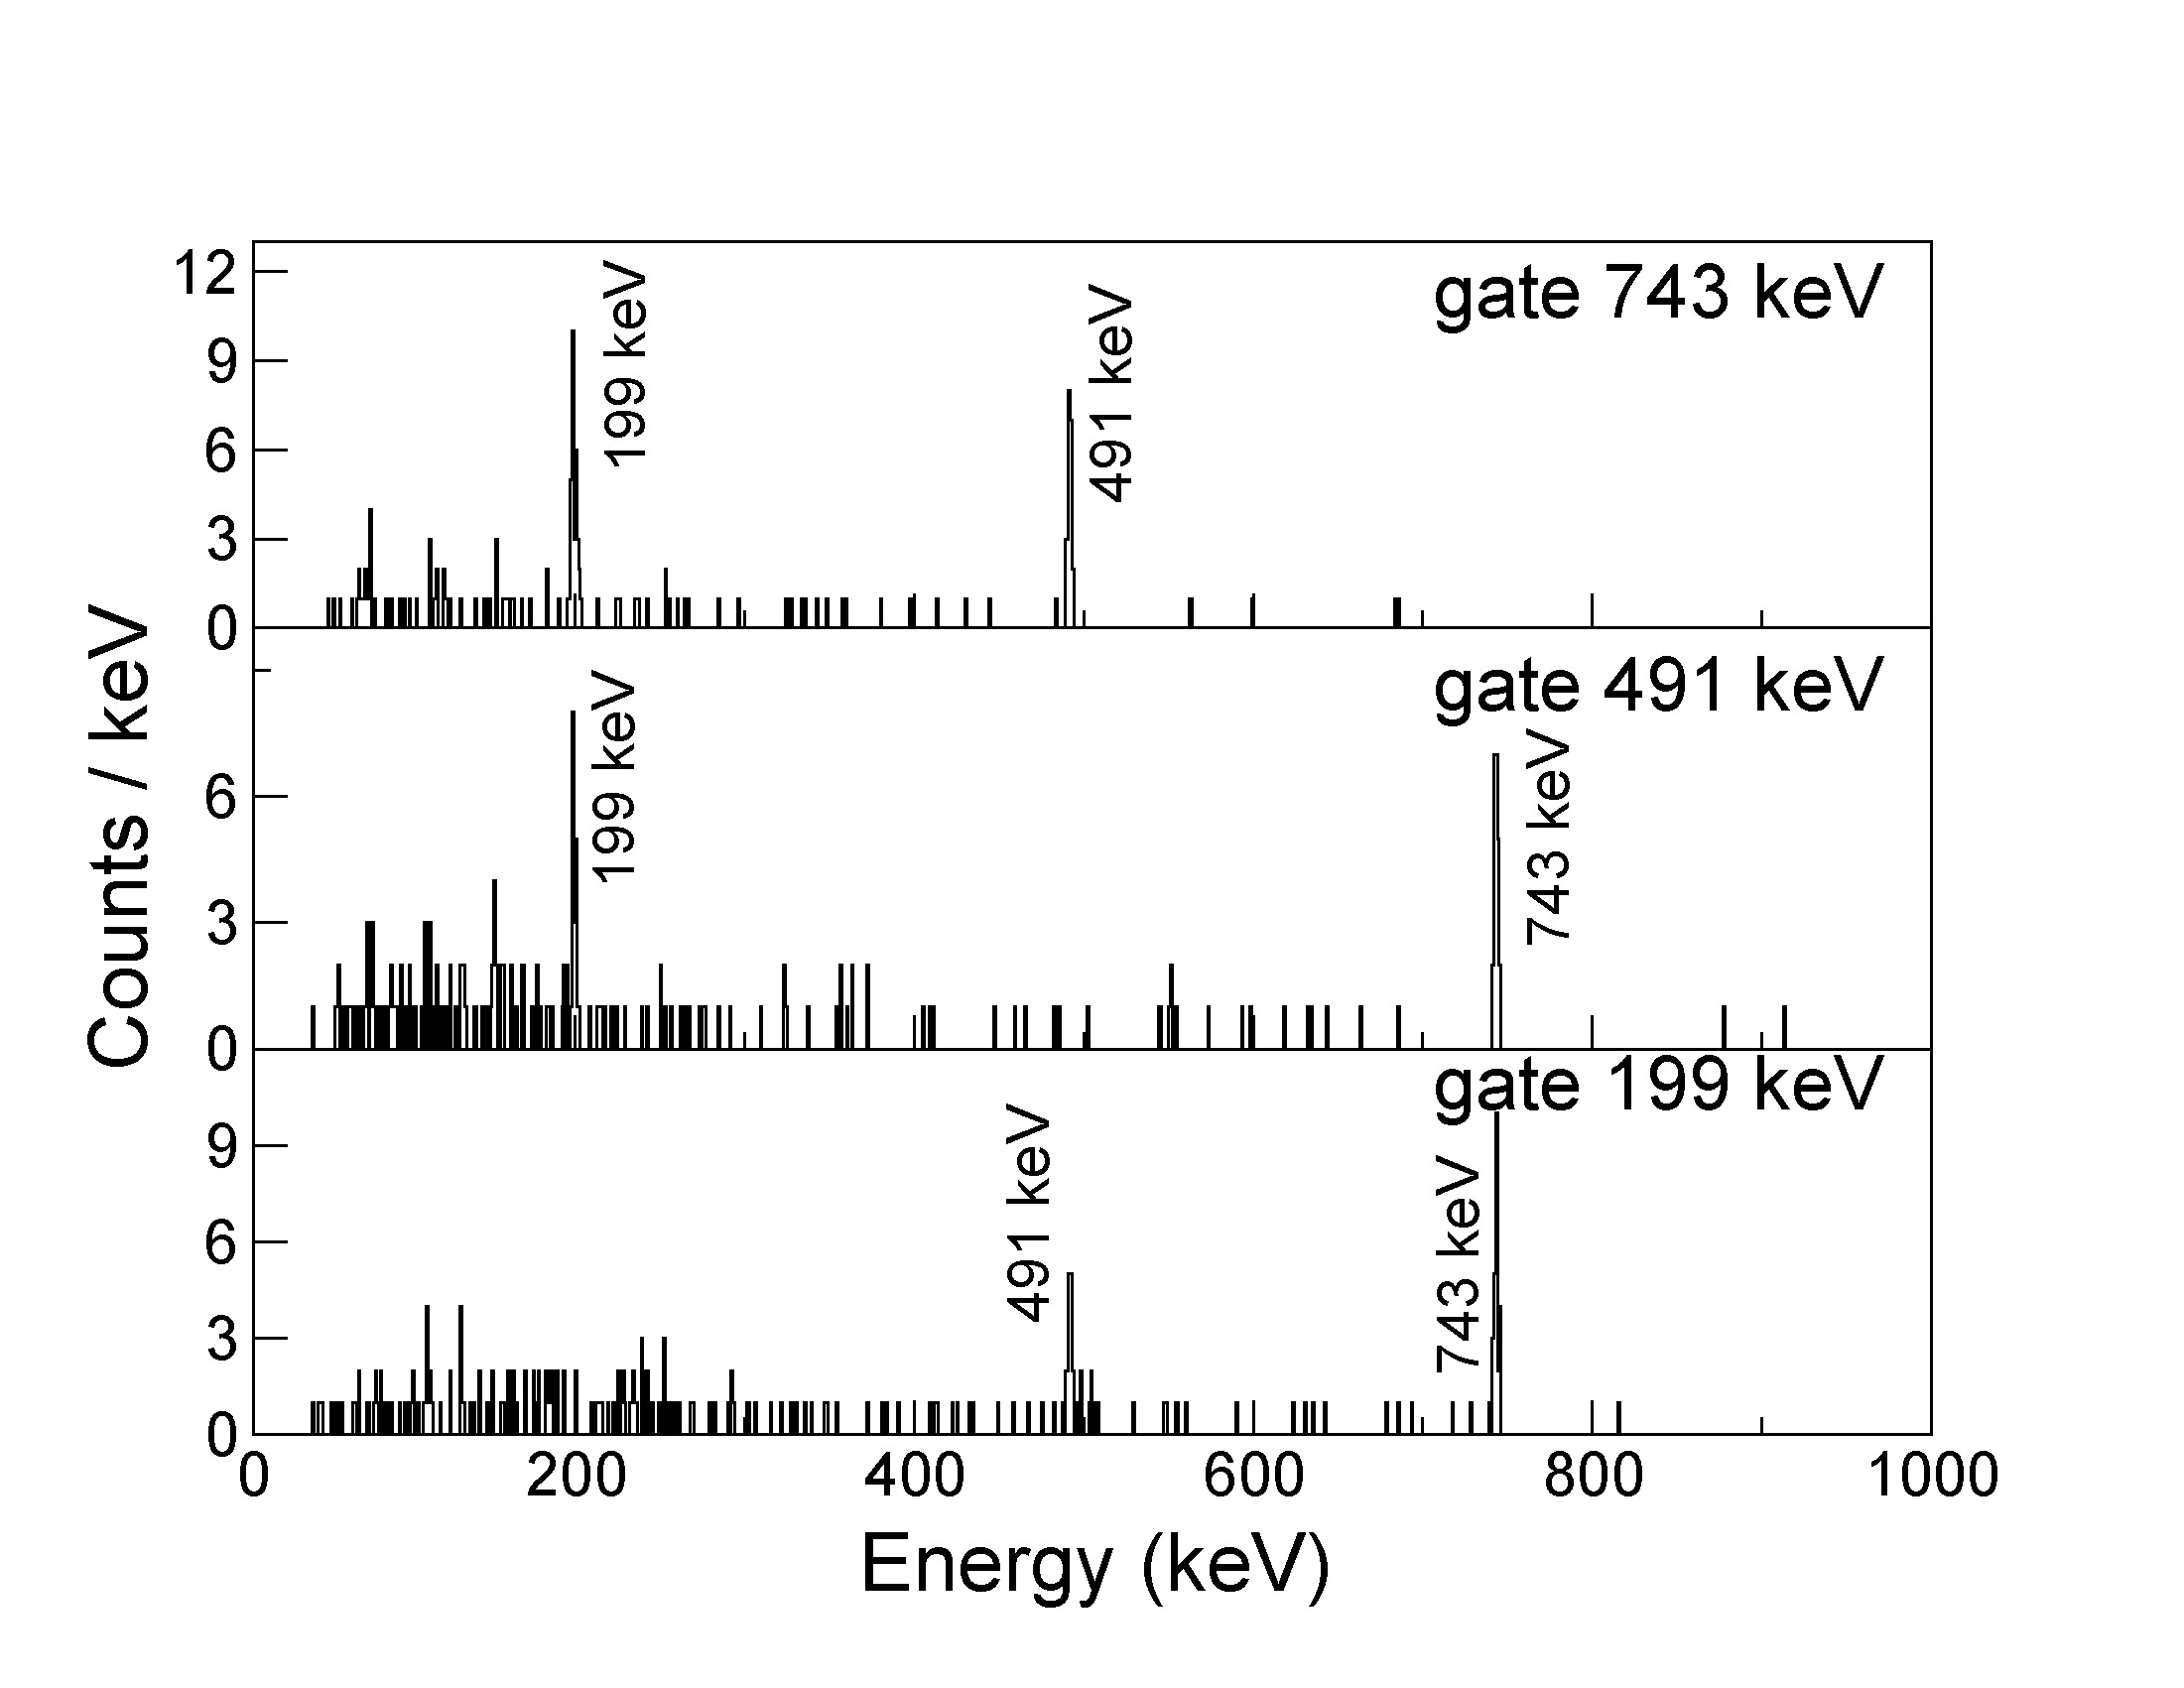 12
9
6
3
0
199 keV
491 keV
gate 743 keV
6
3
0
199 keV
743 keV
gate 491 keV
9
6
3
0
491 keV
743 keV
gate 199 keV
0 200 400 600 800 1000
Counts / keV
Energy (keV)